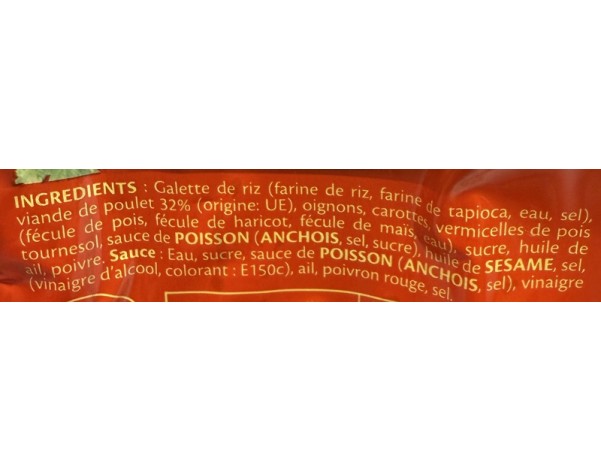 INGREDIENTS : Galette de riz (farine de riz, farine de tapioca, eau, sel),
viande de poulet 32% (origine: UE), oignons, carottes, vermicelles de pois
(fécule de pois, fécule de haricot, fécule de maïs, eau), sucre, huile de
tournesol, sauce de POISSON (ANCHOIS, sel, sucre), huile de SESAME, sel,
ail, poivre. Sauce : Eau, sucre, sauce de POISSON (ANCHOIS, sel), vinaigre
(vinaigre d'alcool, colorant : E150c), ail, poivron rouge, sel.